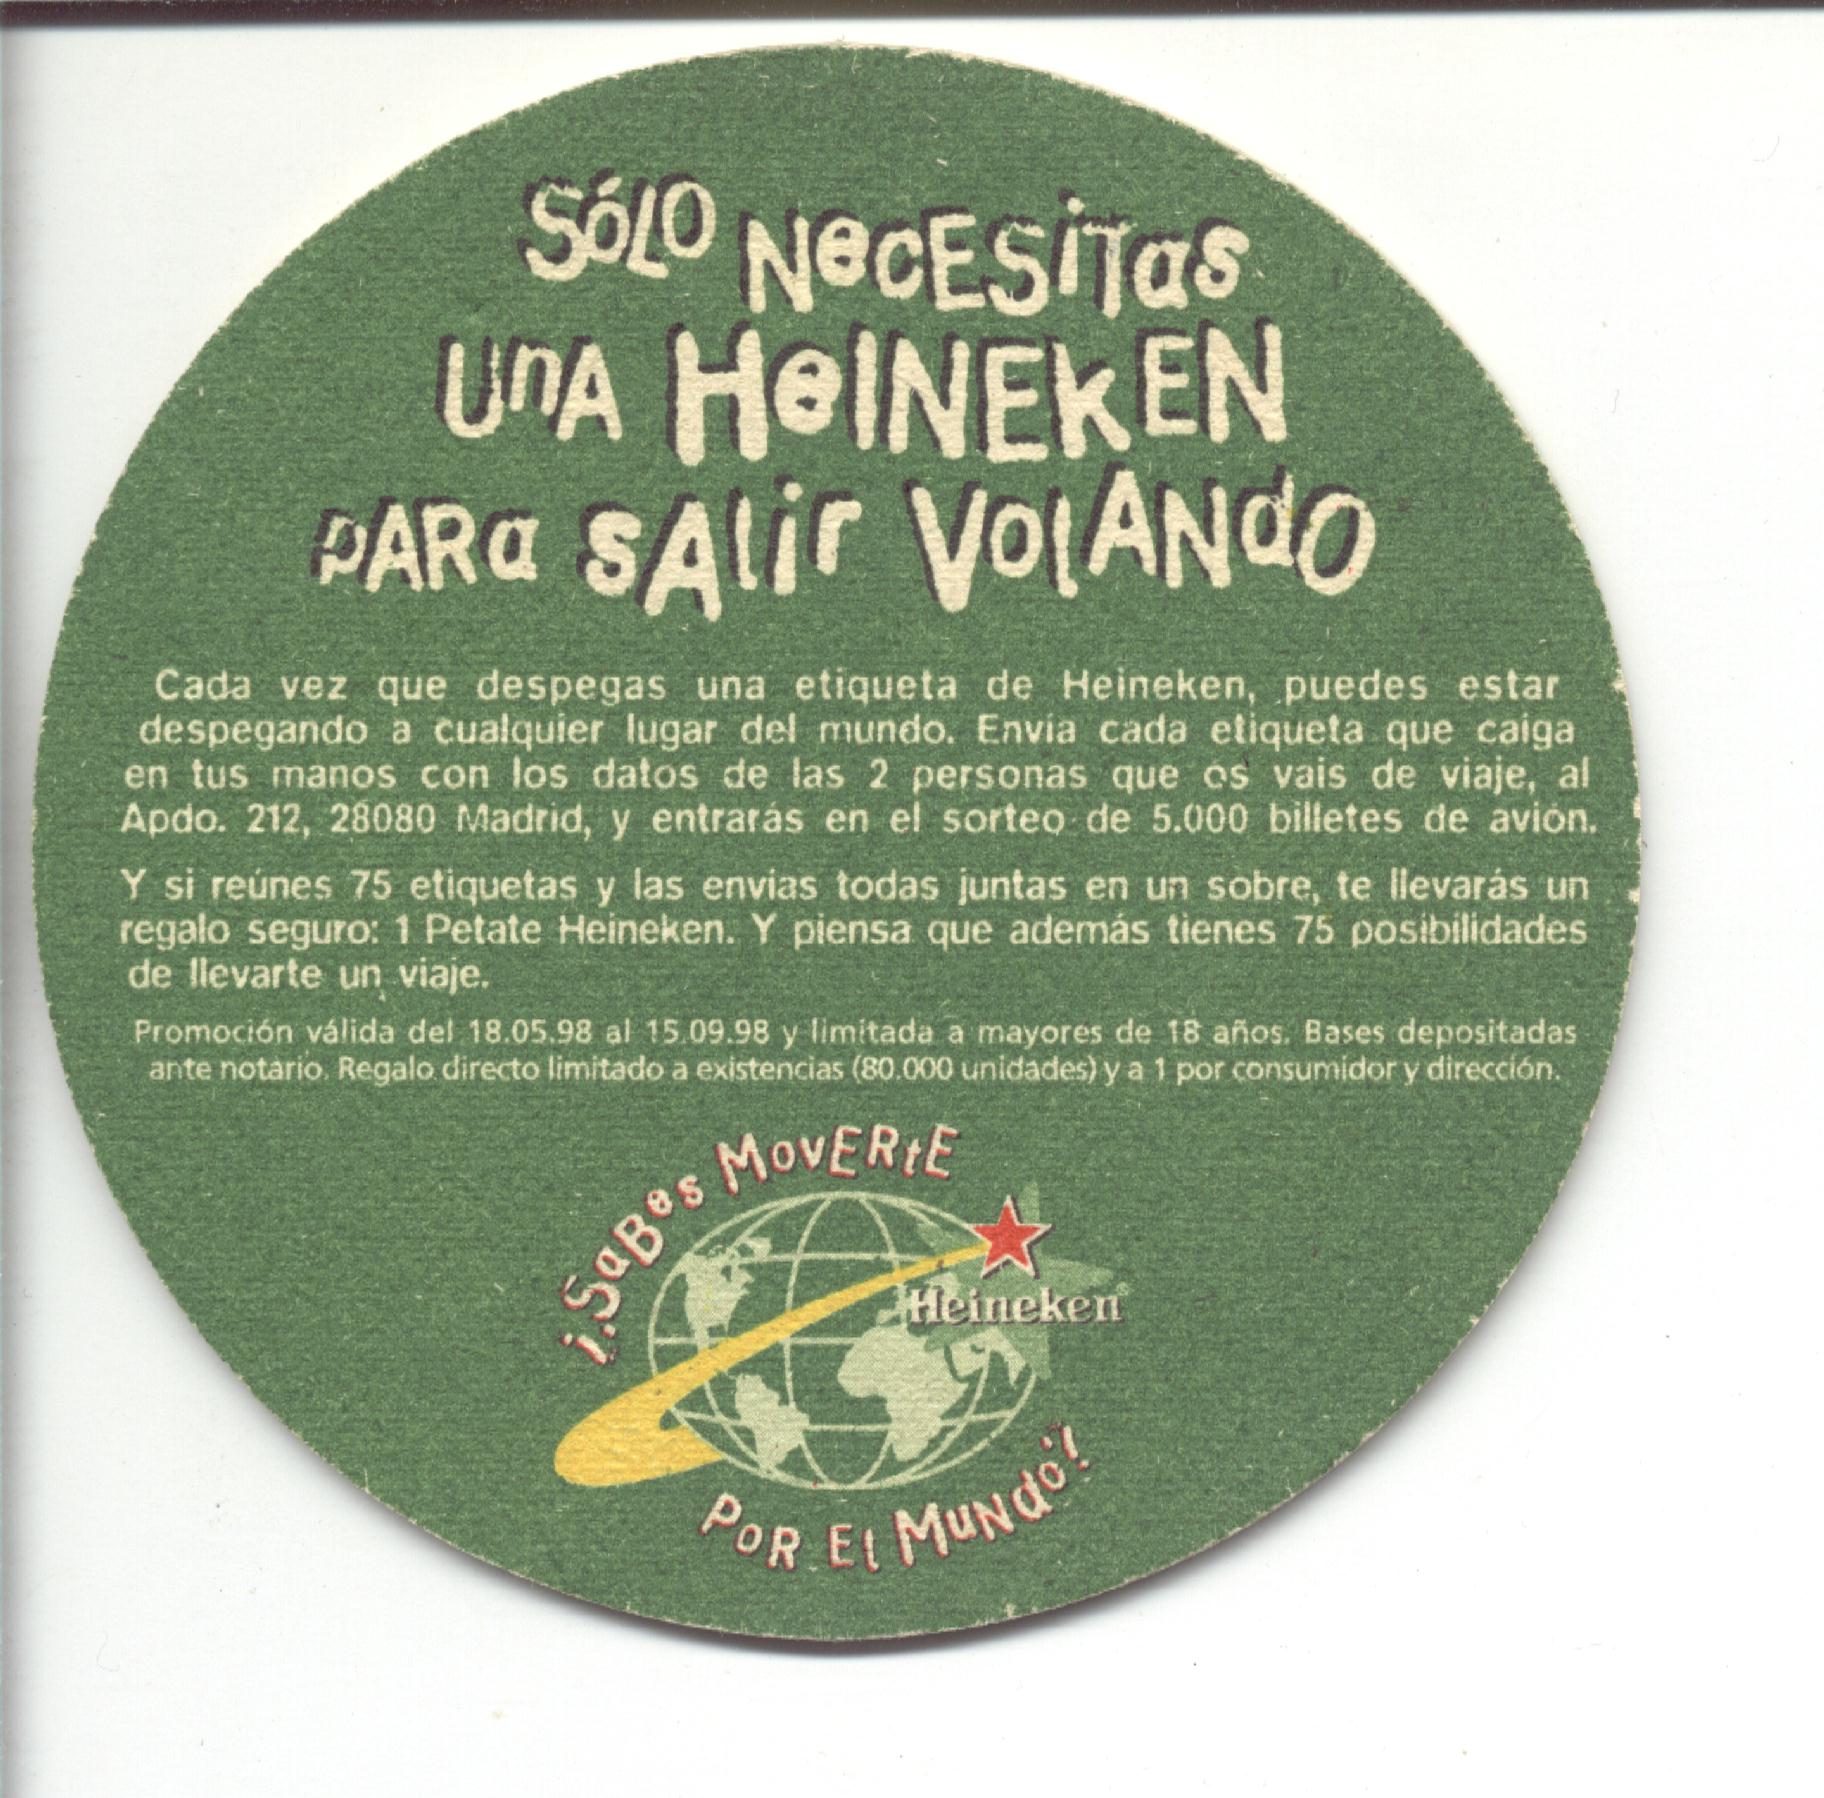 SóLO NeCESiTas
UnA HeINEKEN
PARa SAlir VolANdO
Cada vez que despegas una etiqueta de Heineken, puedes estar
despegando a cualquier lugar del mundo. Envía cada etiqueta que caiga
en tus manos con los datos de las 2 personas que os vais de viaje, al
Apdo. 212, 28080 Madrid, y entrarás en el sorteo de 5.000 billetes de avión.
Y si reúnes 75 etiquetas y las envías todas juntas en un sobre, te llevarás un
regalo seguro: 1 Petate Heineken. Y piensa que además tienes 75 posibilidades
de llevarte un viaje.
Promoción válida del 18.05.98 al 15.09.98 y limitada a mayores de 18 años. Bases depositadas
ante notario. Regalo directo limitado a existencias (80.000 unidades) y a 1 por consumidor y dirección.
¿SaBes MovERtE
Heineken
PoR El MuNdo?